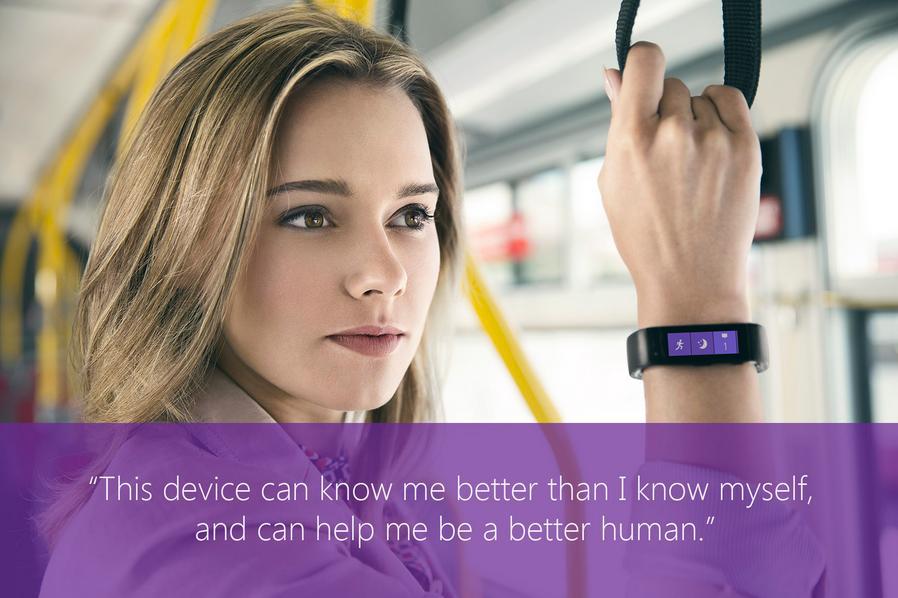 “This device can know me better than I know myself,
and can help me be a better human.”